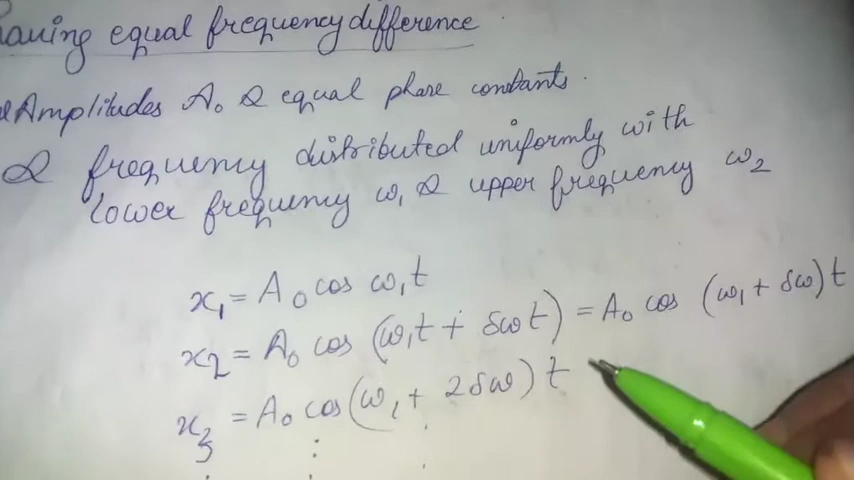 having equal frequency difference
Amplitudes A₀ & equal phase constants.
& frequency distributed uniformly with
lower frequency ω₁ & upper frequency ω₂
x₁ = A₀ cos ω₁t
x₂ = A₀ cos (ω₁t + δωt) = A₀ cos (ω₁ + δω)t
x₃ = A₀ cos (ω₁ + 2δω)t